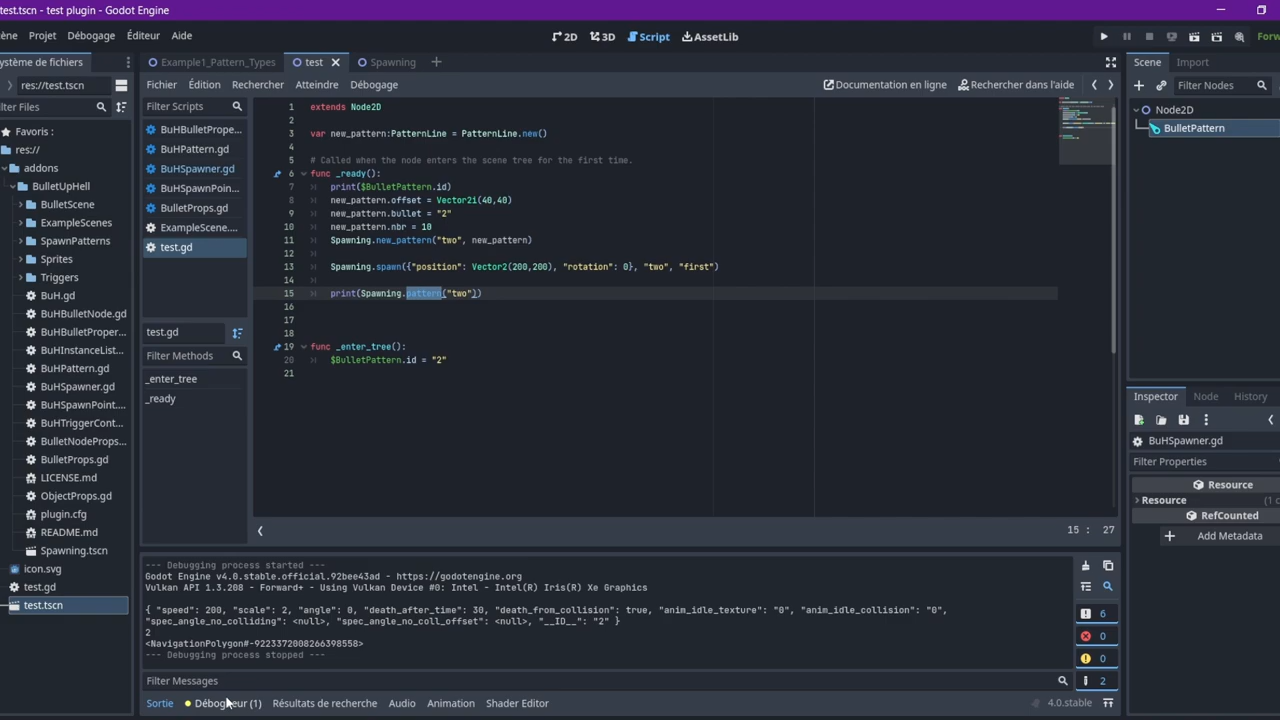 test.tscn - test plugin - Godot Engine
ène Projet Débogage Éditeur Aide
2D 3D Script AssetLib
Forw
ystème de fichiers
res://test.tscn
ilter Files
Favoris :
res://
addons
BulletUpHell
BulletScene
ExampleScenes
SpawnPatterns
Sprites
Triggers
BuH.gd
BuHBulletNode.gd
BuHBulletProper...
BuHInstanceList...
BuHPattern.gd
BuHSpawner.gd
BuHSpawnPoint....
BuHTriggerCont...
BulletNodeProps...
BulletProps.gd
LICENSE.md
ObjectProps.gd
plugin.cfg
README.md
Spawning.tscn
icon.svg
test.gd
test.tscn
Example1_Pattern_Types test Spawning
Fichier Édition Rechercher Atteindre Débogage
Documentation en ligne Rechercher dans l'aide
Filter Scripts
BuHBulletPrope...
BuHPattern.gd
BuHSpawner.gd
BuHSpawnPoin...
BulletProps.gd
ExampleScene....
test.gd
test.gd
Filter Methods
_enter_tree
_ready
1 extends Node2D
2
3 var new_pattern:PatternLine = PatternLine.new()
4
5 # Called when the node enters the scene tree for the first time.
6 func _ready():
7 print($BulletPattern.id)
8 new_pattern.offset = Vector2i(40,40)
9 new_pattern.bullet = "2"
10 new_pattern.nbr = 10
11 Spawning.new_pattern("two", new_pattern)
12
13 Spawning.spawn({"position": Vector2(200,200), "rotation": 0}, "two", "first")
14
15 print(Spawning.pattern("two"))
16
17
18
19 func _enter_tree():
20 $BulletPattern.id = "2"
21
15 : 27
--- Debugging process started ---
Godot Engine v4.0.stable.official.92bee43ad - https://godotengine.org
Vulkan API 1.3.208 - Forward+ - Using Vulkan Device #0: Intel - Intel(R) Iris(R) Xe Graphics
{ "speed": 200, "scale": 2, "angle": 0, "death_after_time": 30, "death_from_collision": true, "anim_idle_texture": "0", "anim_idle_collision": "0",
"spec_angle_no_colliding": <null>, "spec_angle_no_coll_offset": <null>, "__ID__": "2" }
2
<NavigationPolygon#-9223372008266398558>
--- Debugging process stopped ---
Filter Messages
6
0
0
2
Sortie Débogueur (1) Résultats de recherche Audio Animation Shader Editor
4.0.stable
Scene Import
Filter Nodes
Node2D
BulletPattern
Inspector Node History
BuHSpawner.gd
Filter Properties
Resource
Resource (1 c
RefCounted
Add Metadata